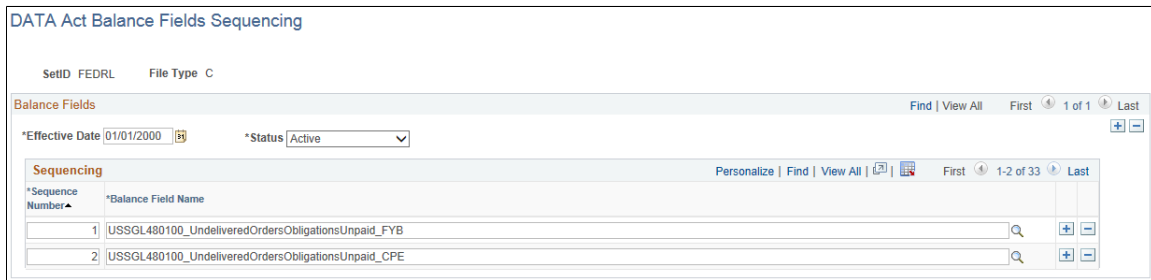 DATA Act Balance Fields Sequencing
SetID FEDRL File Type C
Balance Fields Find | View All First 1 of 1 Last
*Effective Date 01/01/2000 31 *Status Active
Sequencing Personalize | Find | View All | First 1-2 of 33 Last
*Sequence Number *Balance Field Name
1 USSGL480100_UndeliveredOrdersObligationsUnpaid_FYB
2 USSGL480100_UndeliveredOrdersObligationsUnpaid_CPE